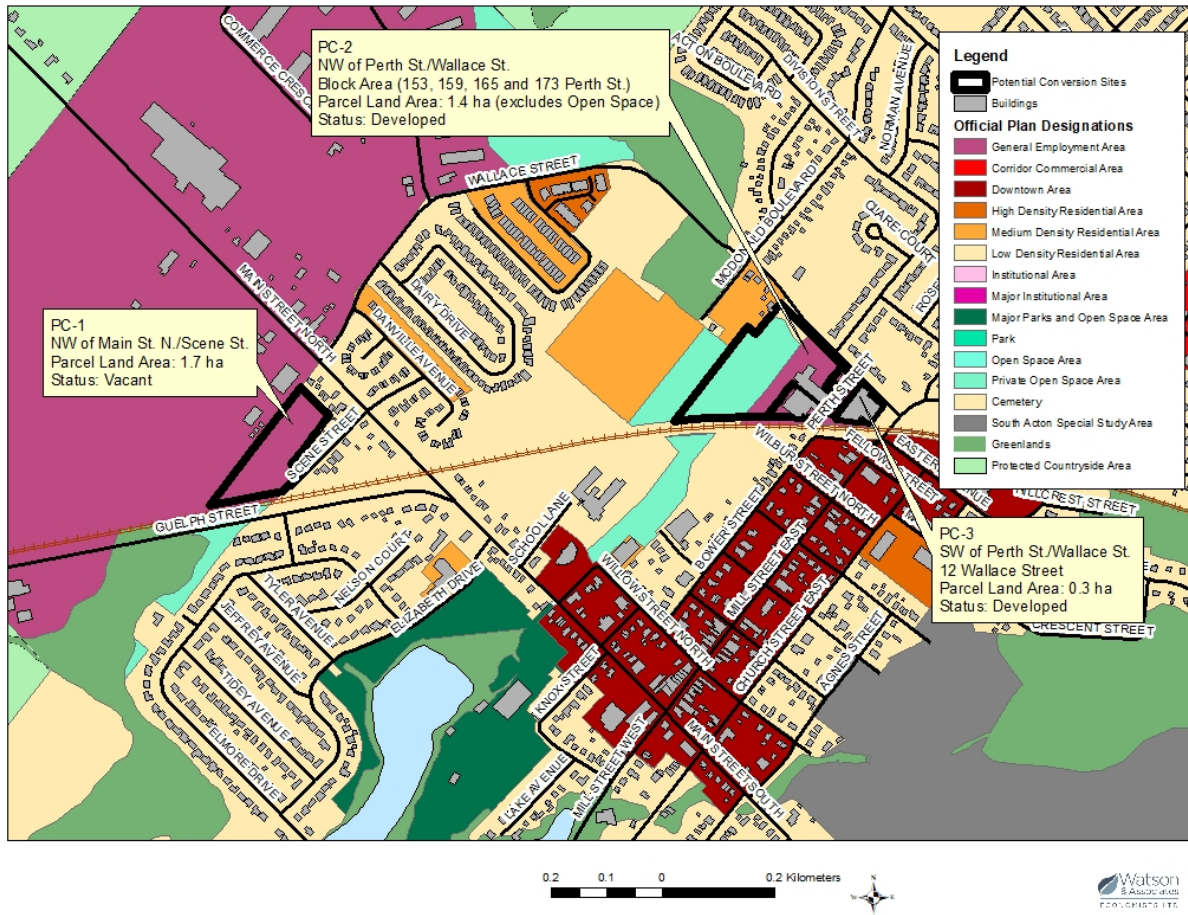 COMMERCE CRESC
PC-2
NW of Perth St./Wallace St.
Block Area (153, 159, 165 and 173 Perth St.)
Parcel Land Area: 1.4 ha (excludes Open Space)
Status: Developed
ACTON BOULEVARD
DIVISION STREET
NORMAN AVENUE
Legend
Potential Conversion Sites
Buildings
Official Plan Designations
General Employment Area
Corridor Commercial Area
Downtown Area
High Density Residential Area
Medium Density Residential Area
Low Density Residential Area
Institutional Area
Major Institutional Area
Major Parks and Open Space Area
Park
Open Space Area
Private Open Space Area
Cemetery
South Acton Special Study Area
Greenlands
Protected Countryside Area
WALLACE STREET
MCDONALD BOULEVARD
CLARE COURT
ROSE
MAIN STREET NORTH
DAIRY DRIVE
DANVILLE AVENUE
PC-1
NW of Main St. N./Scene St.
Parcel Land Area: 1.7 ha
Status: Vacant
SCENE STREET
GUELPH STREET
PERTH STREET
WILBUR STREET NORTH
FELLOWS STREET
EASTER
NUE
HILLCREST STREET
SCHOOL LANE
BOWER STREET
MILL STREET EAST
CHURCH STREET EAST
WILLOW STREET NORTH
AGNES STREET
PC-3
SW of Perth St./Wallace St.
12 Wallace Street
Parcel Land Area: 0.3 ha
Status: Developed
CRESCENT STREET
NELSON COURT
ELIZABETH DRIVE
TYLER AVENUE
JEFFREY AVENUE
TIDEY AVENUE
ELMORE DRIVE
KNOX STREET
MAIN STREET SOUTH
LAKE AVENUE
MILL STREET WEST
0.2 0.1 0 0.2 Kilometers
N
W E
S
Watson
& Associates
ECONOMISTS LTD.